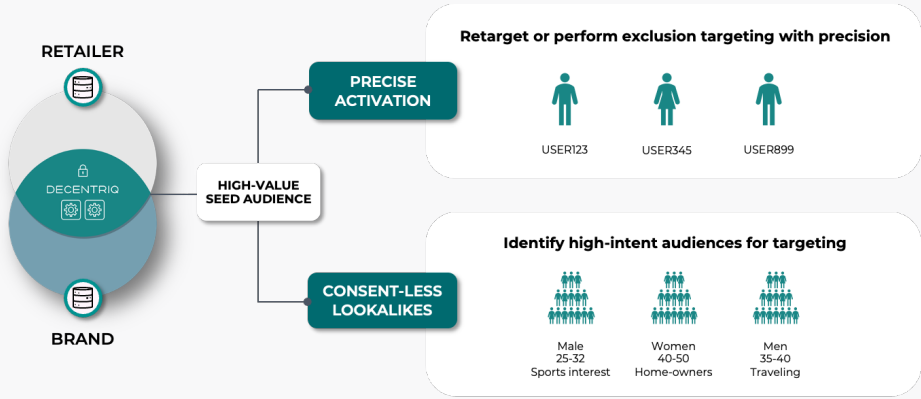 RETAILER
DECENTRIQ
BRAND
HIGH-VALUE
SEED AUDIENCE
PRECISE
ACTIVATION
Retarget or perform exclusion targeting with precision
USER123
USER345
USER899
CONSENT-LESS
LOOKALIKES
Identify high-intent audiences for targeting
Male
25-32
Sports interest
Women
40-50
Home-owners
Men
35-40
Traveling